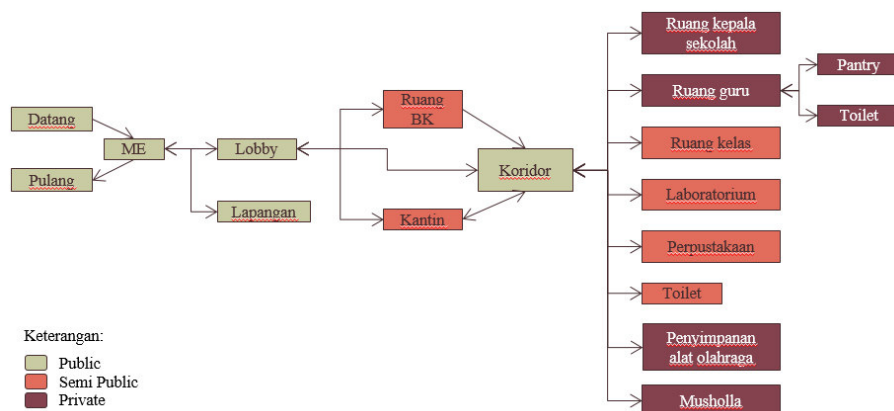 Datang
Pulang
ME
Lobby
Lapangan
Ruang
BK
Kantin
Koridor
Ruang kepala
sekolah
Ruang guru
Pantry
Toilet
Ruang kelas
Laboratorium
Perpustakaan
Toilet
Penyimpanan
alat olahraga
Musholla
Keterangan:
Public
Semi Public
Private